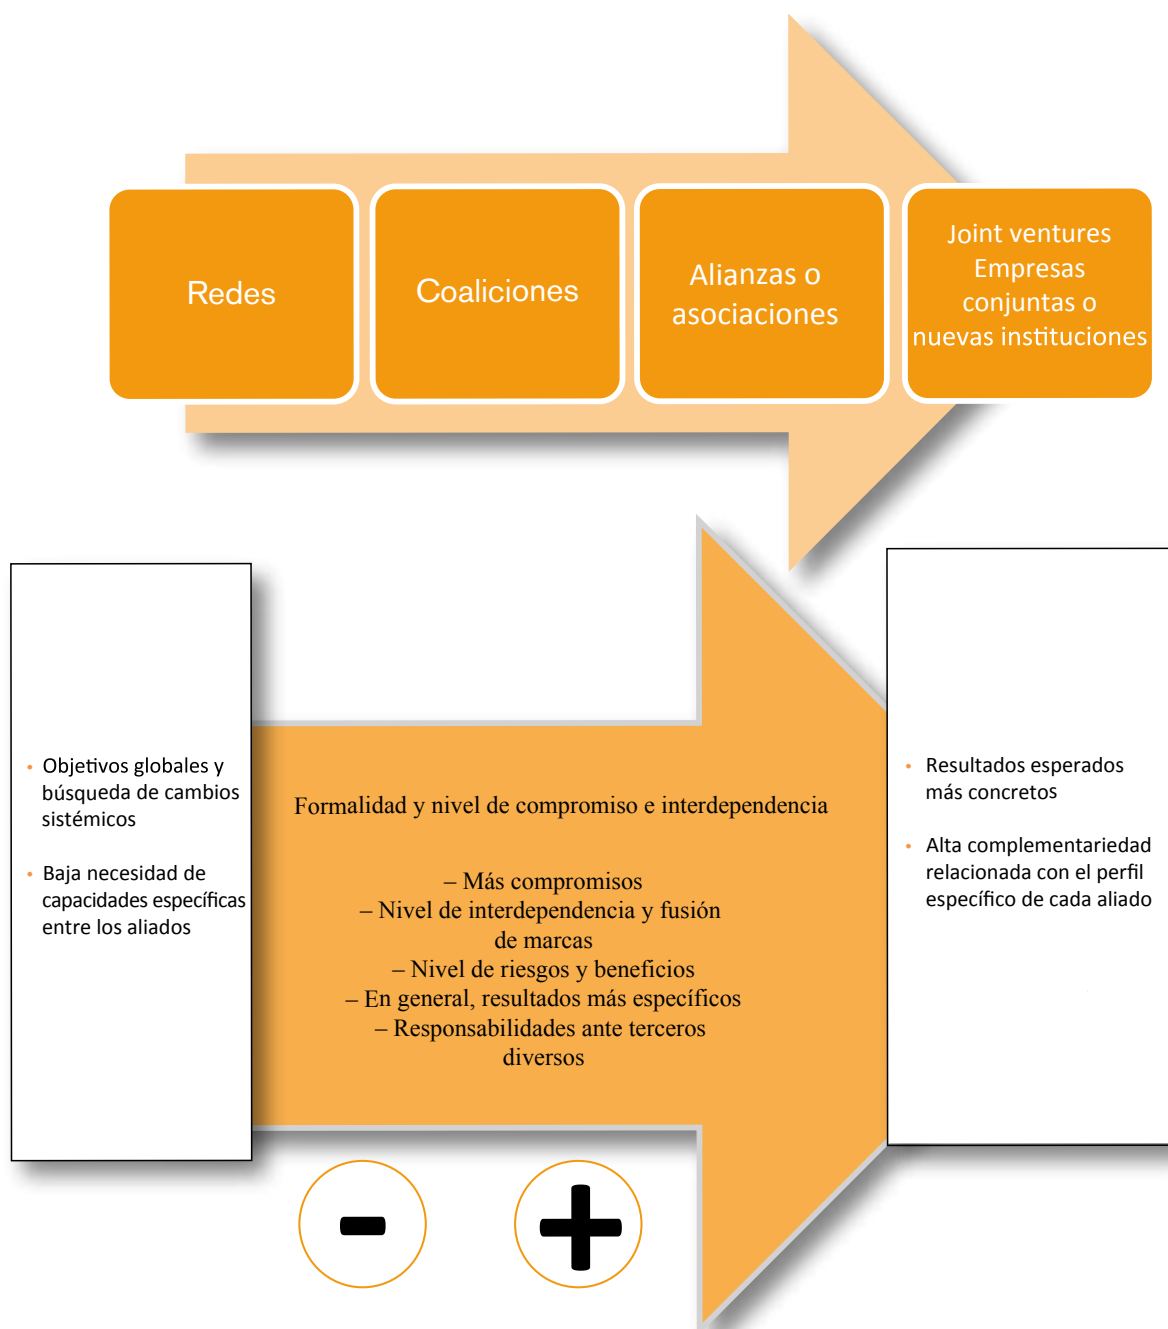 Redes
Coaliciones
Alianzas o
asociaciones
Joint ventures
Empresas
conjuntas o
nuevas instituciones
• Objetivos globales y
búsqueda de cambios
sistémicos
• Baja necesidad de
capacidades específicas
entre los aliados
Formalidad y nivel de compromiso e interdependencia
– Más compromisos
– Nivel de interdependencia y fusión
de marcas
– Nivel de riesgos y beneficios
– En general, resultados más específicos
– Responsabilidades ante terceros
diversos
• Resultados esperados
más concretos
• Alta complementariedad
relacionada con el perfil
específico de cada aliado
- +